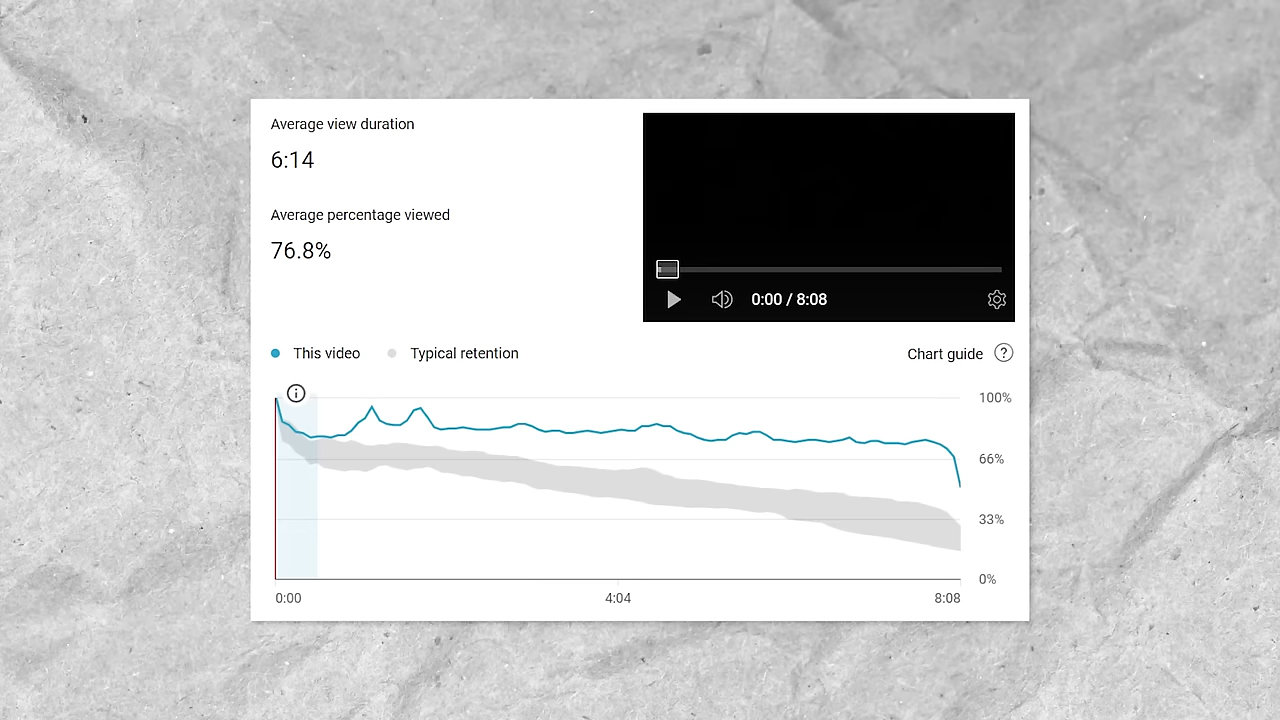 Average view duration
6:14
Average percentage viewed
76.8%
0:00 / 8:08
This video
Typical retention
Chart guide
100%
66%
33%
0%
0:00
4:04
8:08